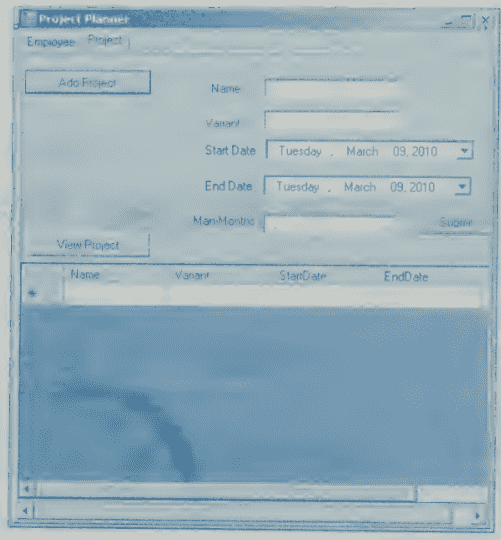 Project Planner
Employee Project
Add Project
Name
Variant
Start Date Tuesday , March 09, 2010
End Date Tuesday , March 09, 2010
Man-Months
Submit
View Project
Name Variant StartDate EndDate